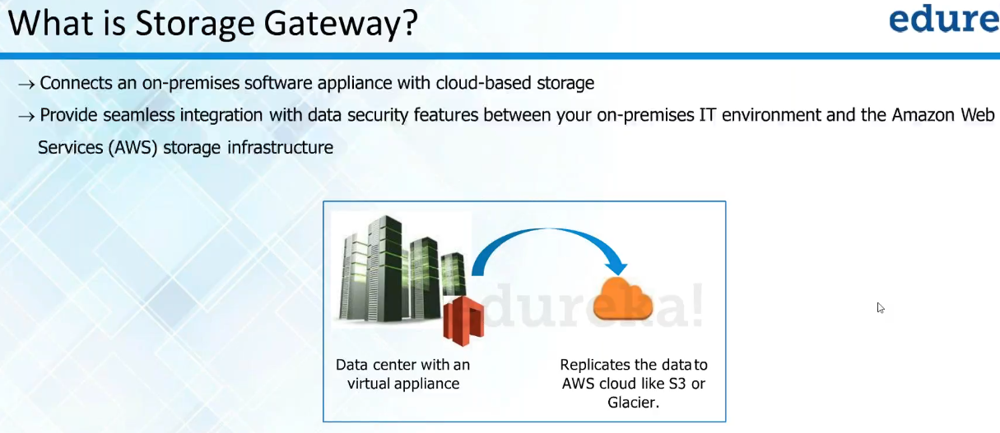 What is Storage Gateway?
edure
→ Connects an on-premises software appliance with cloud-based storage
→ Provide seamless integration with data security features between your on-premises IT environment and the Amazon Web
Services (AWS) storage infrastructure
edureka!
Data center with an
virtual appliance
Replicates the data to
AWS cloud like S3 or
Glacier.